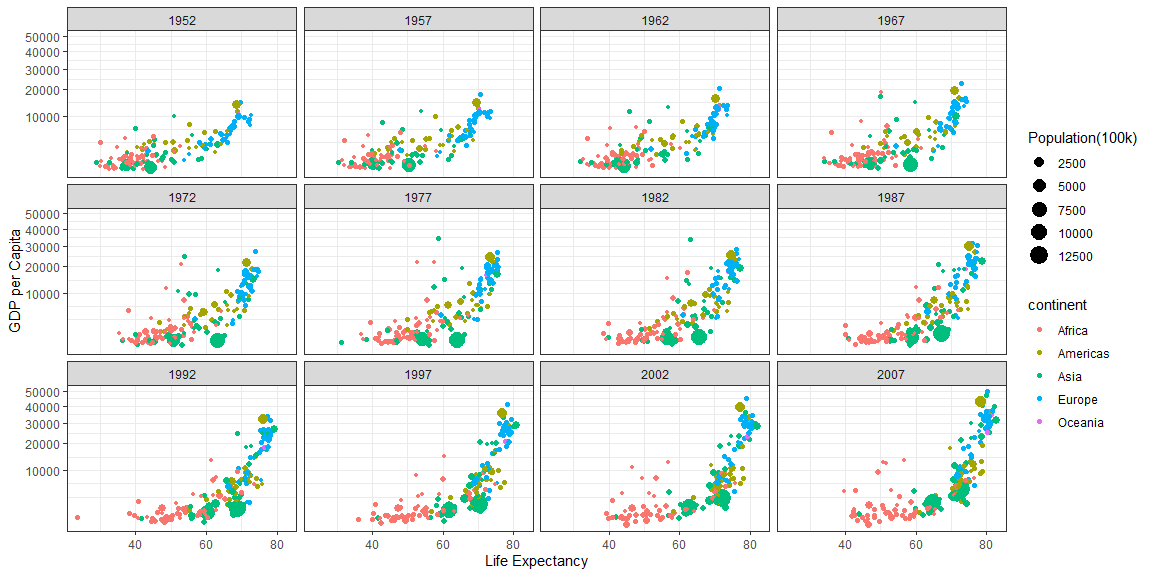 1952 1957 1962 1967
50000
40000
30000
20000
10000
1972 1977 1982 1987
50000
40000
30000
20000
10000
1992 1997 2002 2007
50000
40000
30000
20000
10000
40 60 80 40 60 80 40 60 80 40 60 80
Life Expectancy
GDP per Capita
Population(100k)
2500
5000
7500
10000
12500
continent
Africa
Americas
Asia
Europe
Oceania